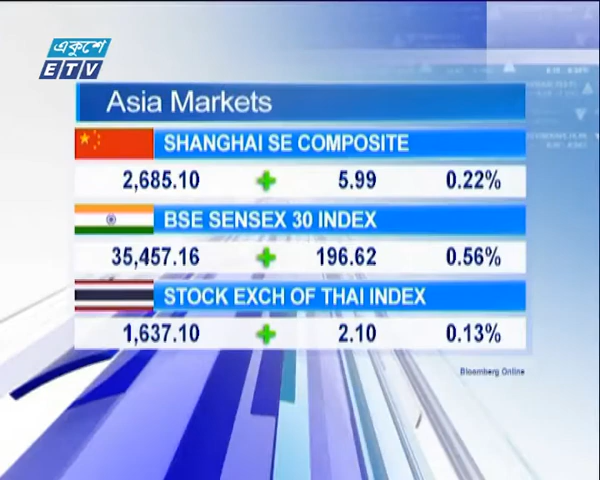 একুশে
ETV
Asia Markets
SHANGHAI SE COMPOSITE
2,685.10 + 5.99 0.22%
BSE SENSEX 30 INDEX
35,457.16 + 196.62 0.56%
STOCK EXCH OF THAI INDEX
1,637.10 + 2.10 0.13%
Bloomberg Online